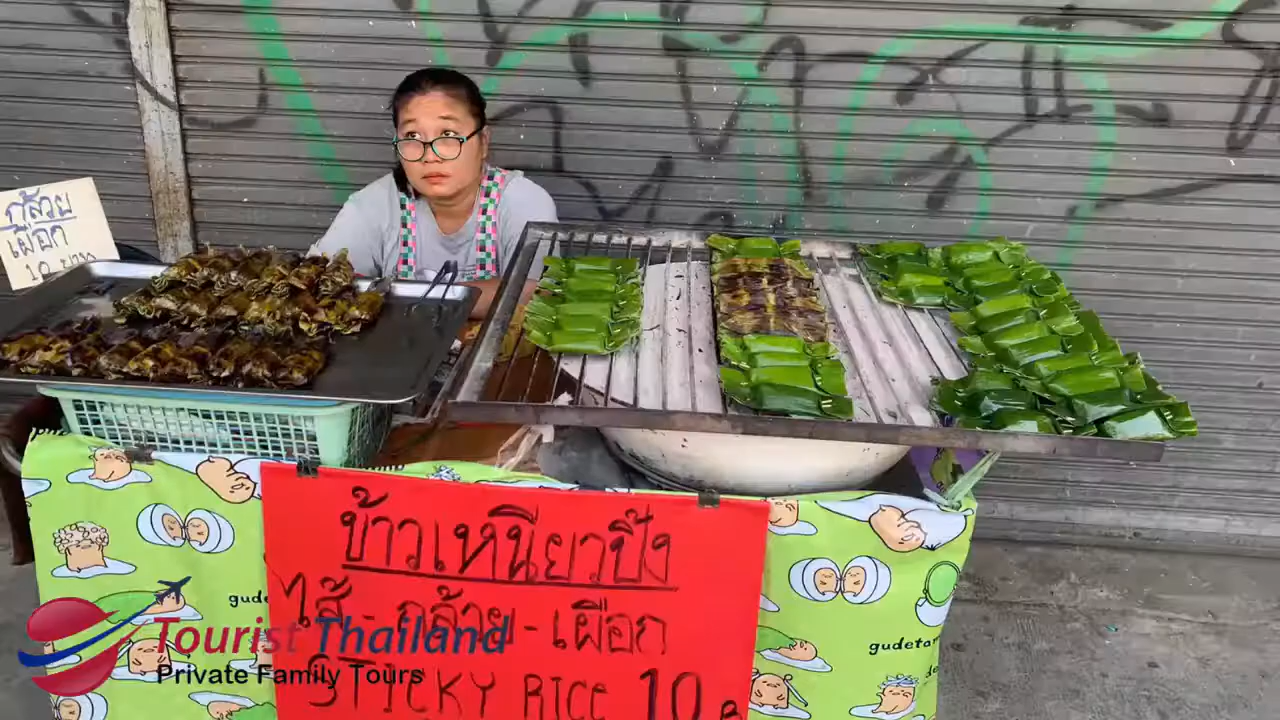 กล้วย
เผือก
10 บาท
ข้าวเหนียวปิ้ง
ไส้-กล้วย-เผือก
STICKY RICE 10 B
gudetama
Tourist Thailand
Private Family Tours